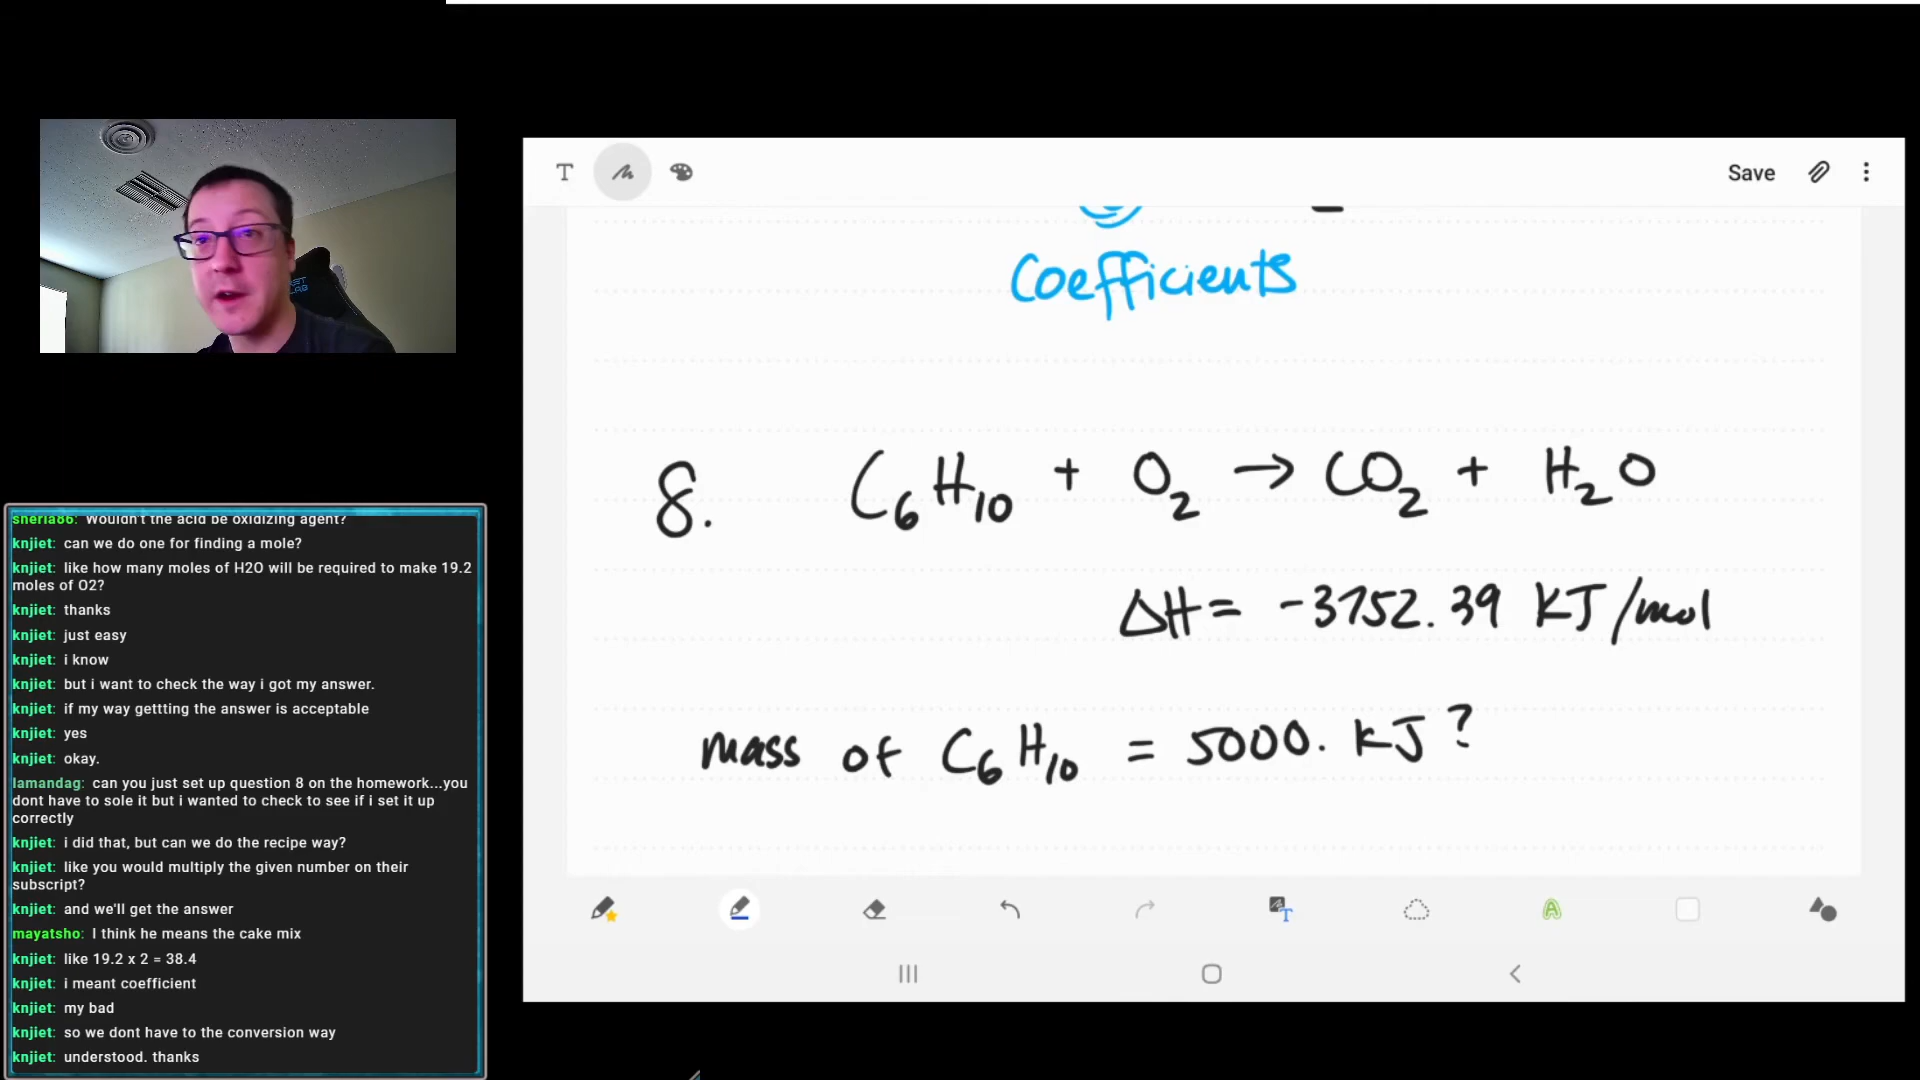 sheria86: Wouldn't the acid be oxidizing agent?
knjiet: can we do one for finding a mole?
knjiet: like how many moles of H2O will be required to make 19.2
moles of O2?
knjiet: thanks
knjiet: just easy
knjiet: i know
knjiet: but i want to check the way i got my answer.
knjiet: if my way gettting the answer is acceptable
knjiet: yes
knjiet: okay.
lamandag: can you just set up question 8 on the homework...you
dont have to sole it but i wanted to check to see if i set it up
correctly
knjiet: i did that, but can we do the recipe way?
knjiet: like you would multiply the given number on their
subscript?
knjiet: and we'll get the answer
mayatsho: I think he means the cake mix
knjiet: like 19.2 x 2 = 38.4
knjiet: i meant coefficient
knjiet: my bad
knjiet: so we dont have to the conversion way
knjiet: understood. thanks
T
Save
Coefficients
8. C₆H₁₀ + O₂ → CO₂ + H₂O
ΔH = -3752.39 KJ/mol
mass of C₆H₁₀ = 5000. kJ?